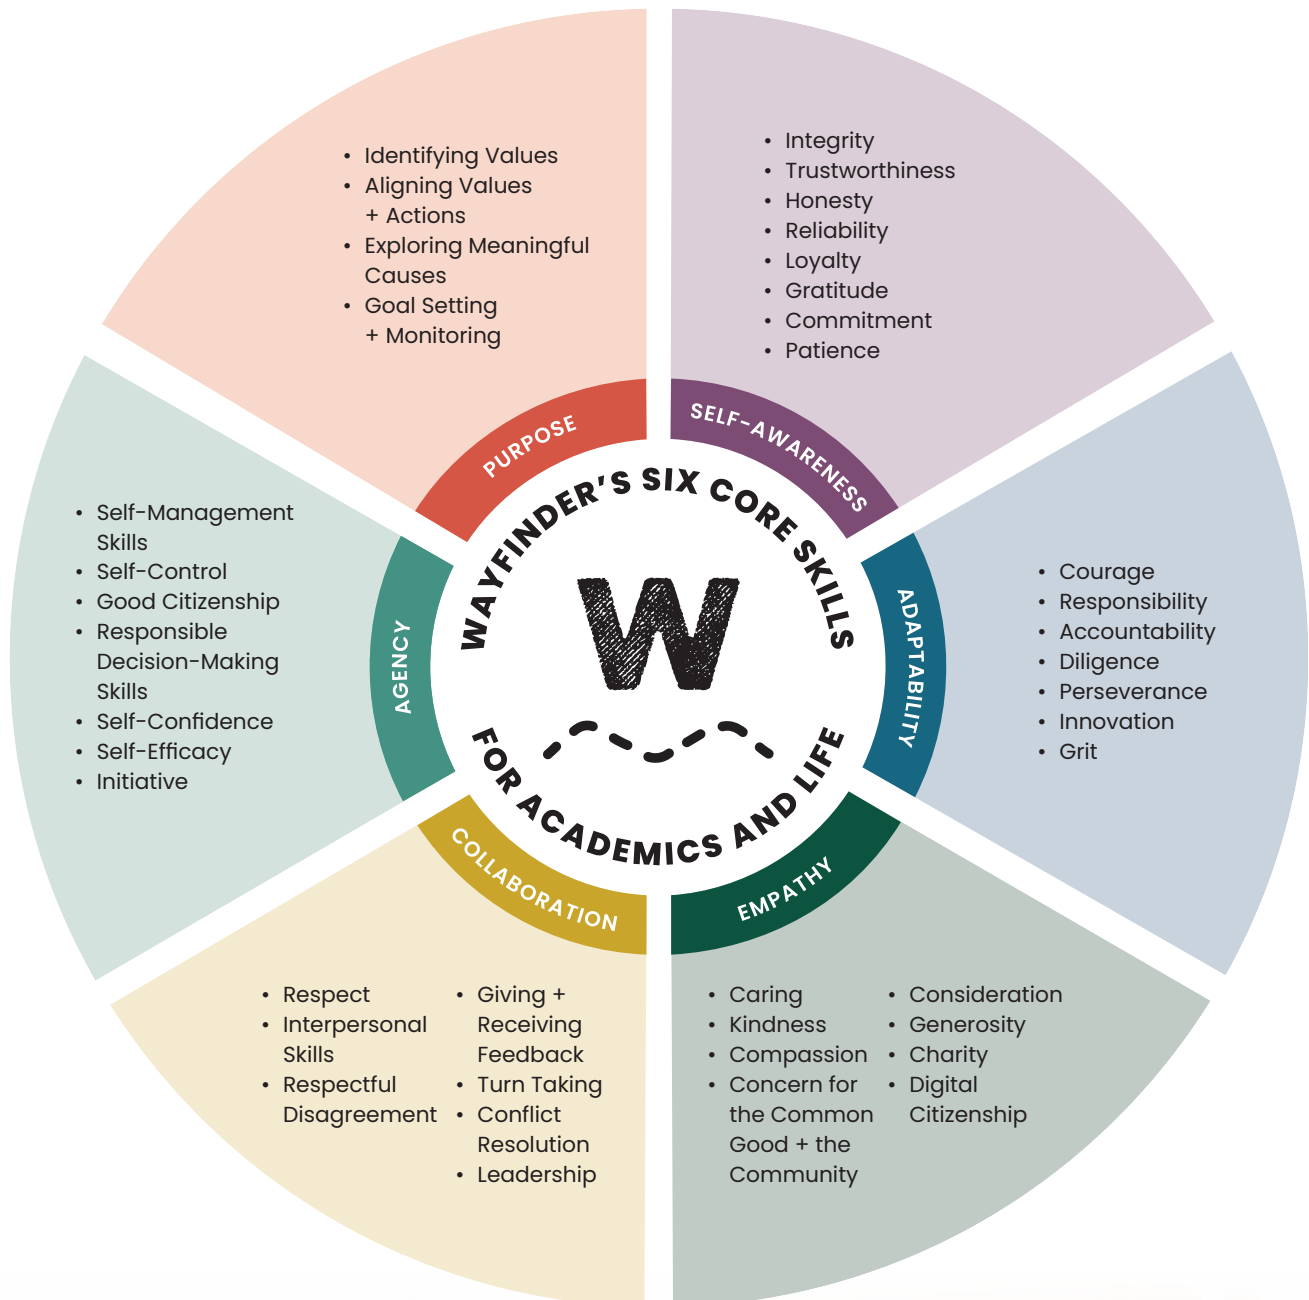 WAYFINDER'S SIX CORE SKILLS
W
FOR ACADEMICS AND LIFE
PURPOSE
• Identifying Values
• Aligning Values
+ Actions
• Exploring Meaningful
Causes
• Goal Setting
+ Monitoring
SELF-AWARENESS
• Integrity
• Trustworthiness
• Honesty
• Reliability
• Loyalty
• Gratitude
• Commitment
• Patience
ADAPTABILITY
• Courage
• Responsibility
• Accountability
• Diligence
• Perseverance
• Innovation
• Grit
EMPATHY
• Caring
• Kindness
• Compassion
• Concern for
the Common
Good + the
Community
• Consideration
• Generosity
• Charity
• Digital
Citizenship
COLLABORATION
• Respect
• Interpersonal
Skills
• Respectful
Disagreement
• Giving +
Receiving
Feedback
• Turn Taking
• Conflict
Resolution
• Leadership
AGENCY
• Self-Management
Skills
• Self-Control
• Good Citizenship
• Responsible
Decision-Making
Skills
• Self-Confidence
• Self-Efficacy
• Initiative